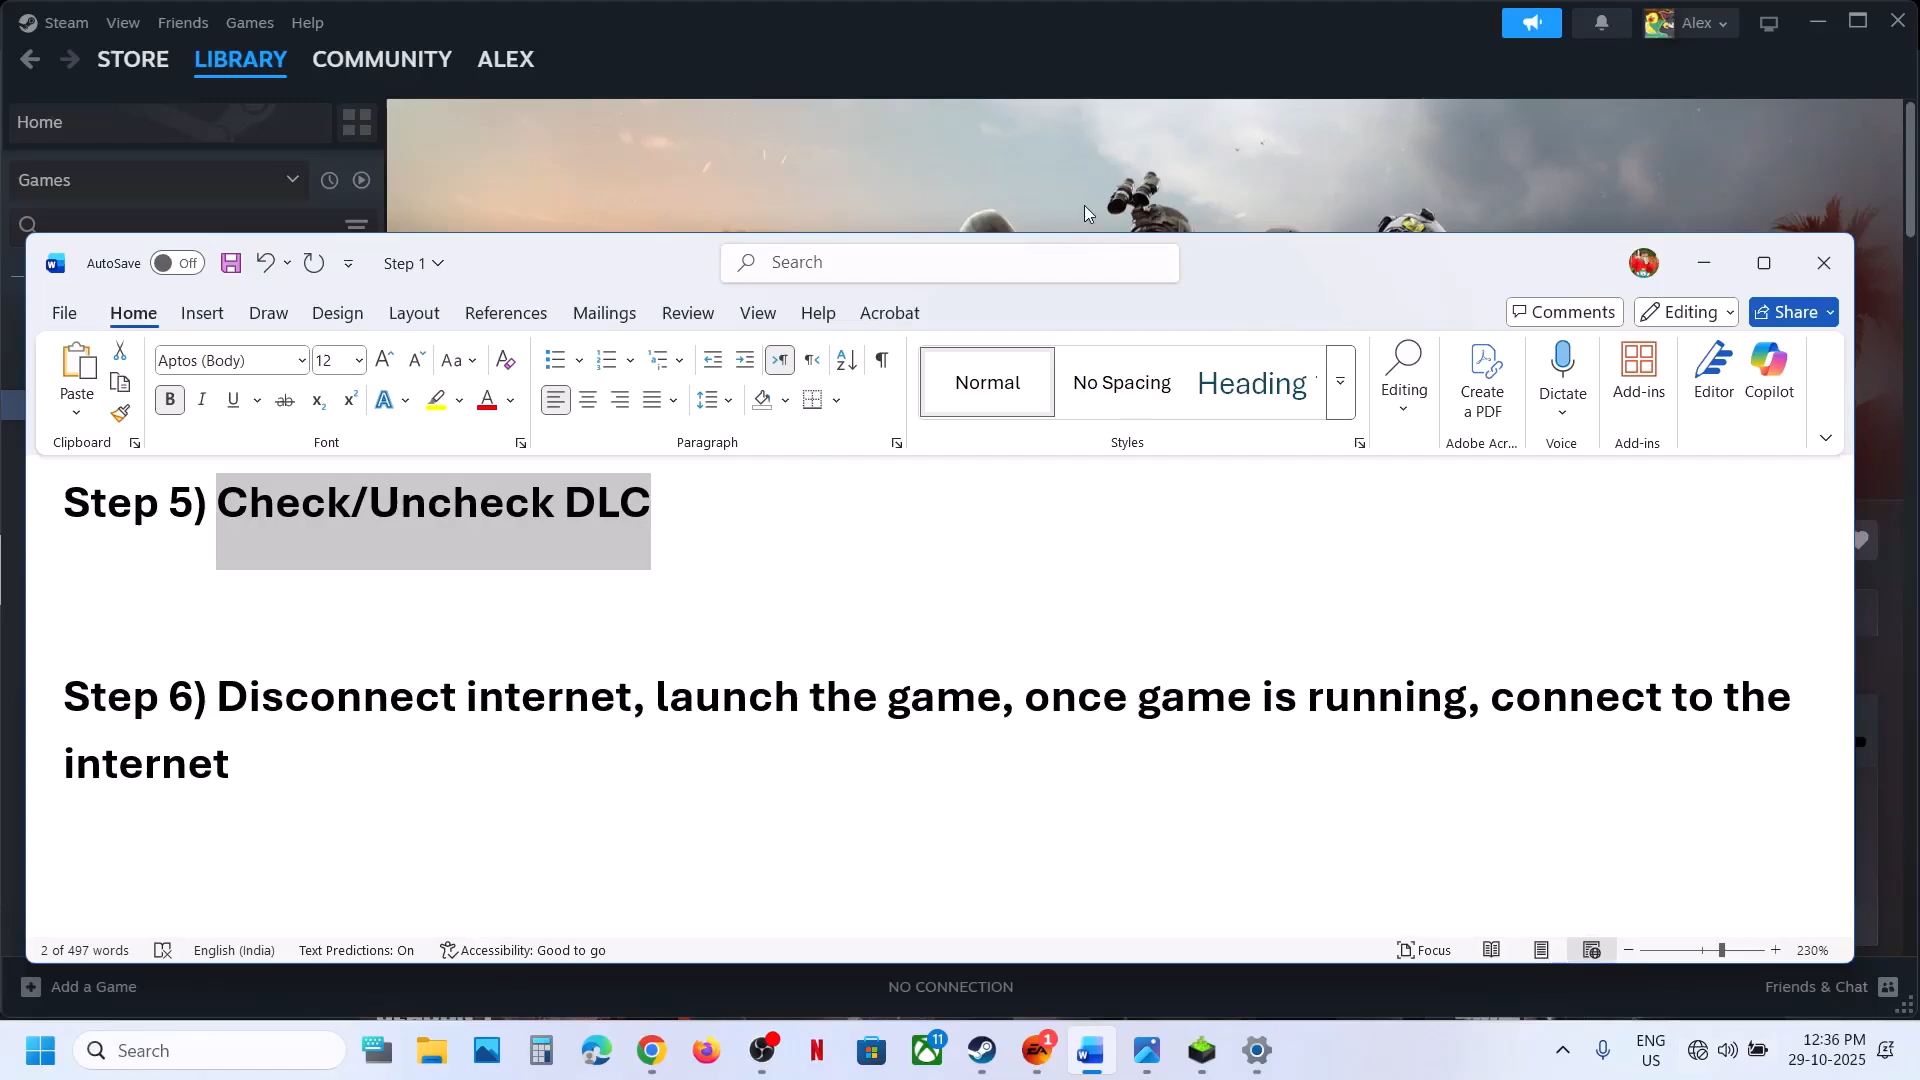 Steam View Friends Games Help
Alex
STORE LIBRARY COMMUNITY ALEX
Home
Games
AutoSave Off Step 1 Search
File Home Insert Draw Design Layout References Mailings Review View Help Acrobat Comments Editing Share
Paste
Aptos (Body) 12 Aa
Normal No Spacing Heading
Editing Create a PDF Dictate Add-ins Editor Copilot
Clipboard Font Paragraph Styles Adobe Acr... Voice Add-ins
Step 5) Check/Uncheck DLC
Step 6) Disconnect internet, launch the game, once game is running, connect to the
internet
2 of 497 words English (India) Text Predictions: On Accessibility: Good to go Focus 230%
Add a Game NO CONNECTION Friends & Chat
Search 11 1 ENG US 12:36 PM
29-10-2025